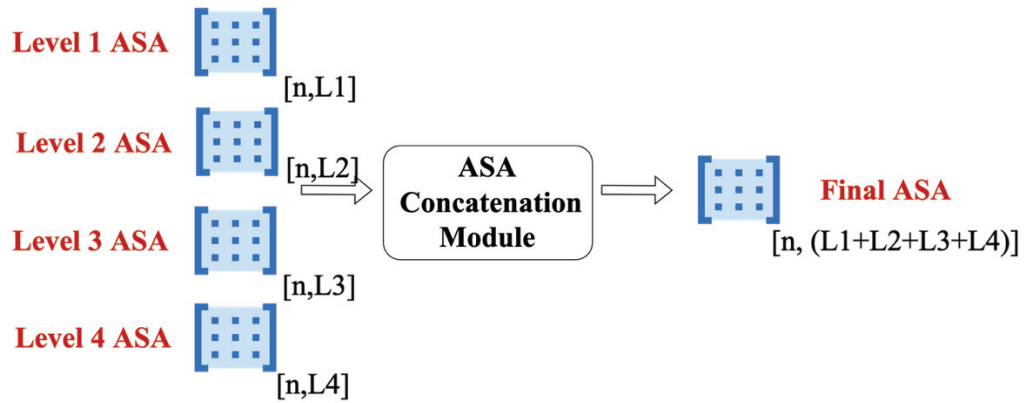 Level 1 ASA
[n,L1]
Level 2 ASA
[n,L2]
Level 3 ASA
[n,L3]
Level 4 ASA
[n,L4]
ASA
Concatenation
Module
Final ASA
[n, (L1+L2+L3+L4)]